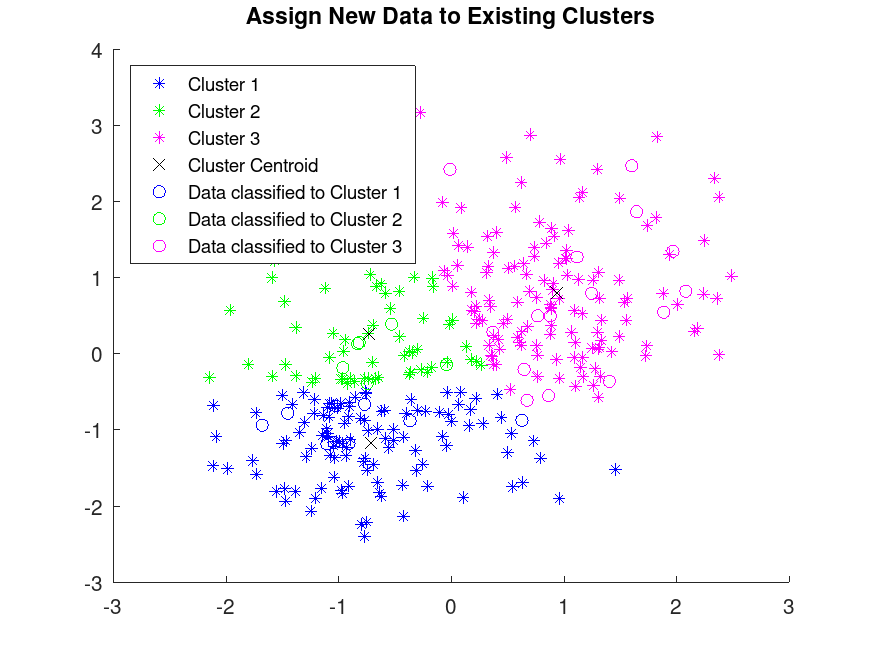 Assign New Data to Existing Clusters
4
3
2
1
0
-1
-2
-3
Cluster 1
Cluster 2
Cluster 3
Cluster Centroid
Data classified to Cluster 1
Data classified to Cluster 2
Data classified to Cluster 3
-3 -2 -1 0 1 2 3